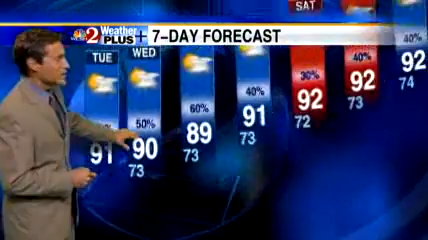 2 Weather PLUS+ 7-DAY FORECAST
SAT
TUE WED
50% 60% 40% 30% 40% 40%
91 90 89 91 92 92 92
73 73 73 72 73 74